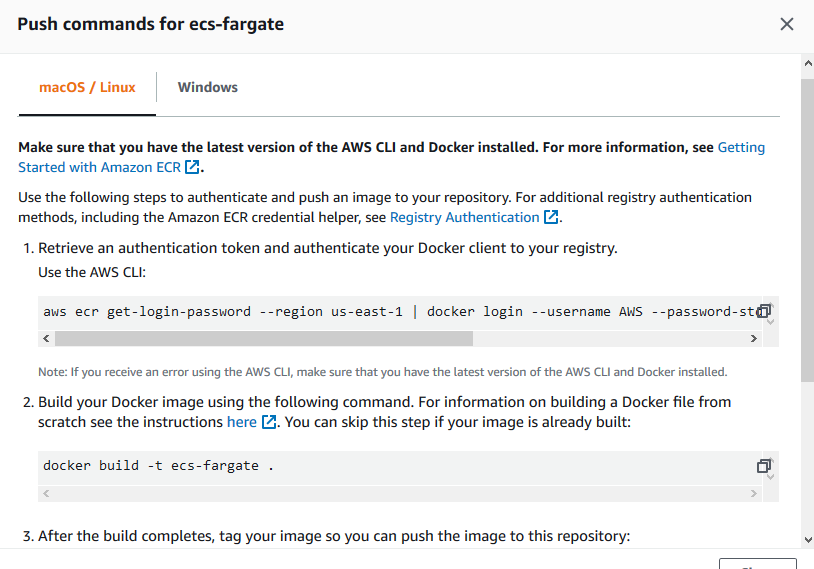 Push commands for ecs-fargate
macOS / Linux
Windows
Make sure that you have the latest version of the AWS CLI and Docker installed. For more information, see Getting
Started with Amazon ECR.
Use the following steps to authenticate and push an image to your repository. For additional registry authentication
methods, including the Amazon ECR credential helper, see Registry Authentication.
1. Retrieve an authentication token and authenticate your Docker client to your registry.
Use the AWS CLI:
aws ecr get-login-password --region us-east-1 | docker login --username AWS
Note: If you receive an error using the AWS CLI, make sure that you have the latest version of the AWS CLI and Docker installed.
2. Build your Docker image using the following command. For information on building a Docker file from
scratch see the instructions here. You can skip this step if your image is already built:
docker build -t ecs-fargate .
3. After the build completes, tag your image so you can push the image to this repository: